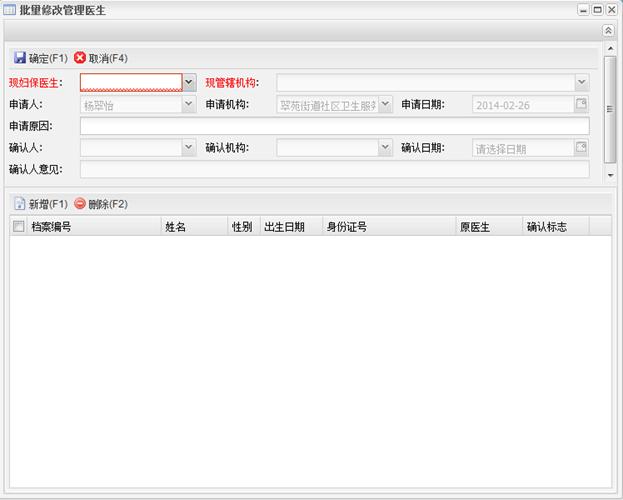 批量修改管理医生
确定(F1) 取消(F4)
现妇保医生: 现管辖机构:
申请人: 杨翠怡 申请机构: 翠苑街道社区卫生服务 申请日期: 2014-02-26
申请原因:
确认人: 确认机构: 确认日期: 请选择日期
确认人意见:
新增(F1) 删除(F2)
档案编号 姓名 性别 出生日期 身份证号 原医生 确认标志